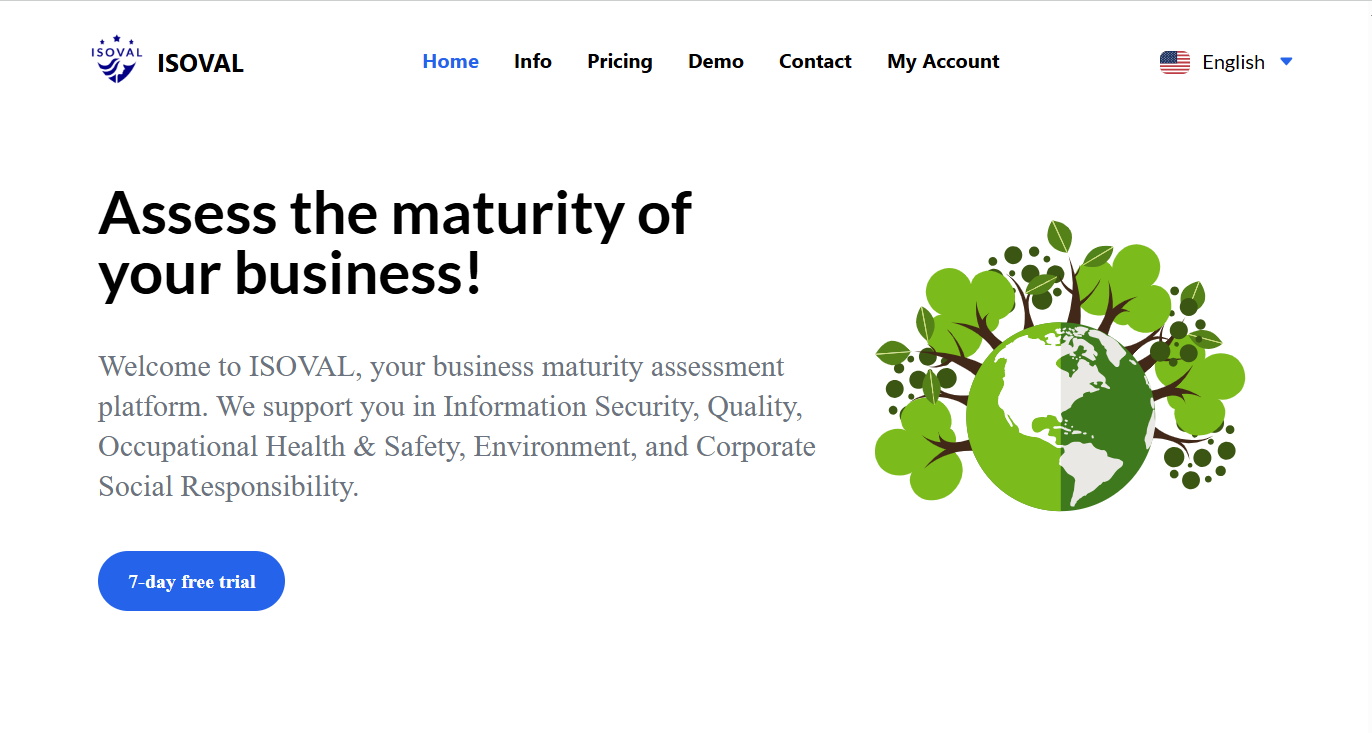 ISOVAL
ISOVAL
Home Info Pricing Demo Contact My Account
English
Assess the maturity of
your business!
Welcome to ISOVAL, your business maturity assessment
platform. We support you in Information Security, Quality,
Occupational Health & Safety, Environment, and Corporate
Social Responsibility.
7-day free trial